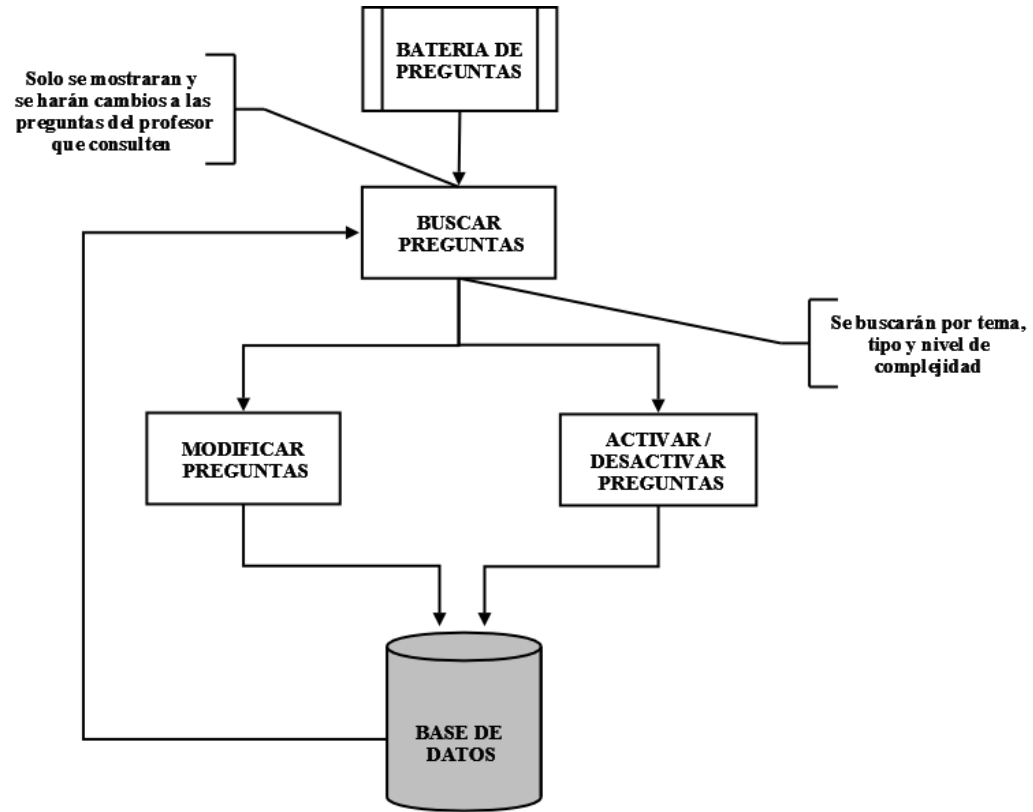 BATERIA DE
PREGUNTAS
Solo se mostraran y
se harán cambios a las
preguntas del profesor
que consulten
BUSCAR
PREGUNTAS
Se buscarán por tema,
tipo y nivel de
complejidad
MODIFICAR
PREGUNTAS
ACTIVAR /
DESACTIVAR
PREGUNTAS
BASE DE
DATOS